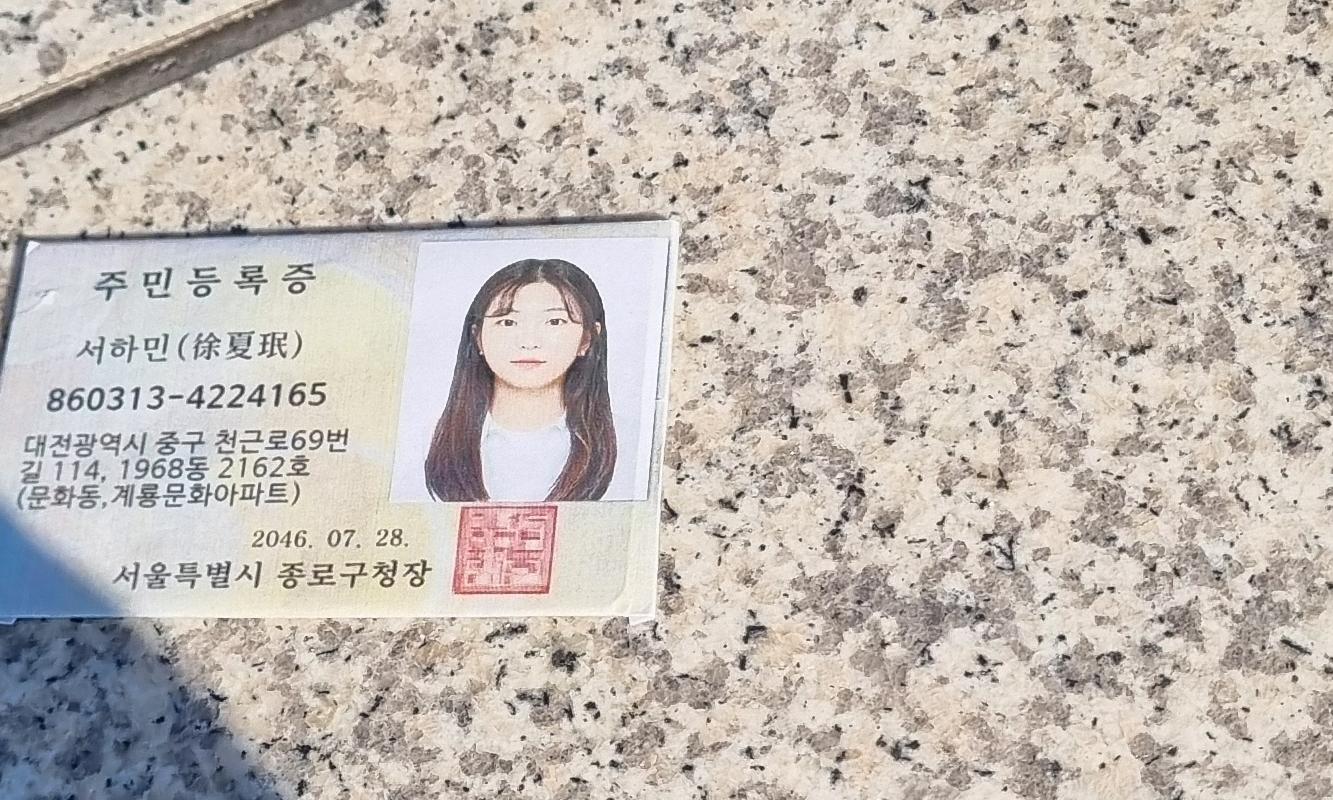 주민등록증
서하민(徐夏珉)
860313-4224165
대전광역시 중구 천근로69번
길 114, 1968동 2162호
(문화동,계룡문화아파트)
2046. 07. 28.
서울특별시 종로구청장